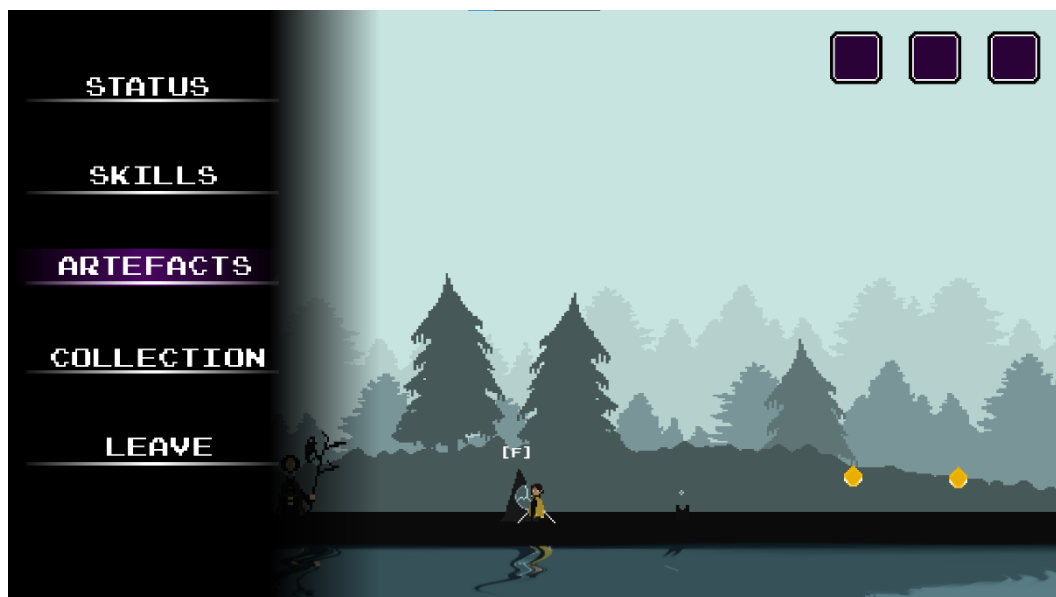 STATUS
SKILLS
ARTEFACTS
COLLECTION
LEAVE
[F]